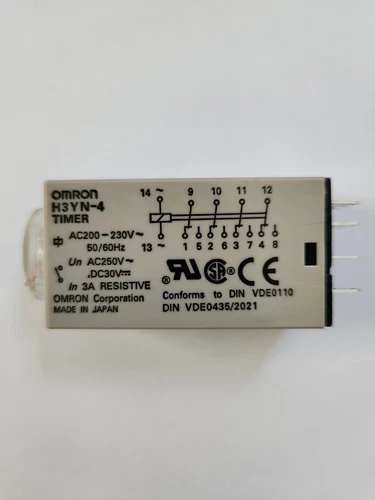 OMRON
H3YN-4
TIMER
AC200-230V~
50/60Hz
Un AC250V~
.DC30V⎓
In 3A RESISTIVE
OMRON Corporation
MADE IN JAPAN
14 ~ 9 10 11 12
13 ~ 1 5 2 6 3 7 4 8
RU SA CE
Conforms to DIN VDE0110
DIN VDE0435/2021